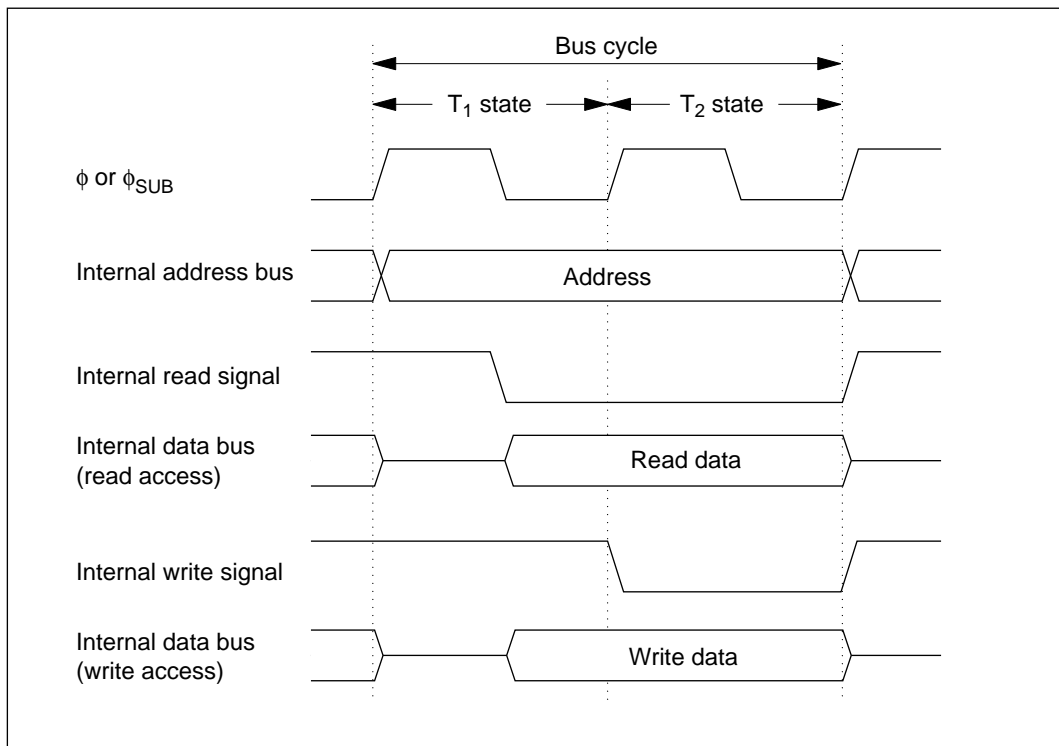 Bus cycle
T₁ state
T₂ state
ϕ or ϕSUB
Internal address bus
Address
Internal read signal
Internal data bus
(read access)
Read data
Internal write signal
Internal data bus
(write access)
Write data